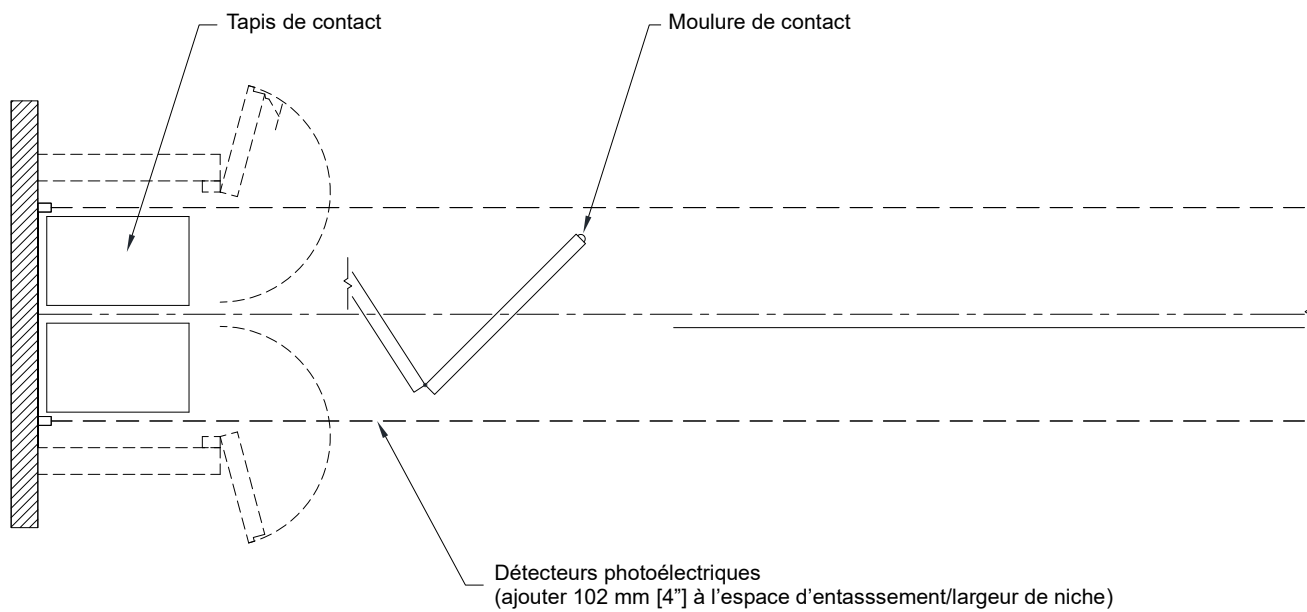 Tapis de contact
Moulure de contact
Détecteurs photoélectriques
(ajouter 102 mm [4”] à l’espace d’entasssement/largeur de niche)